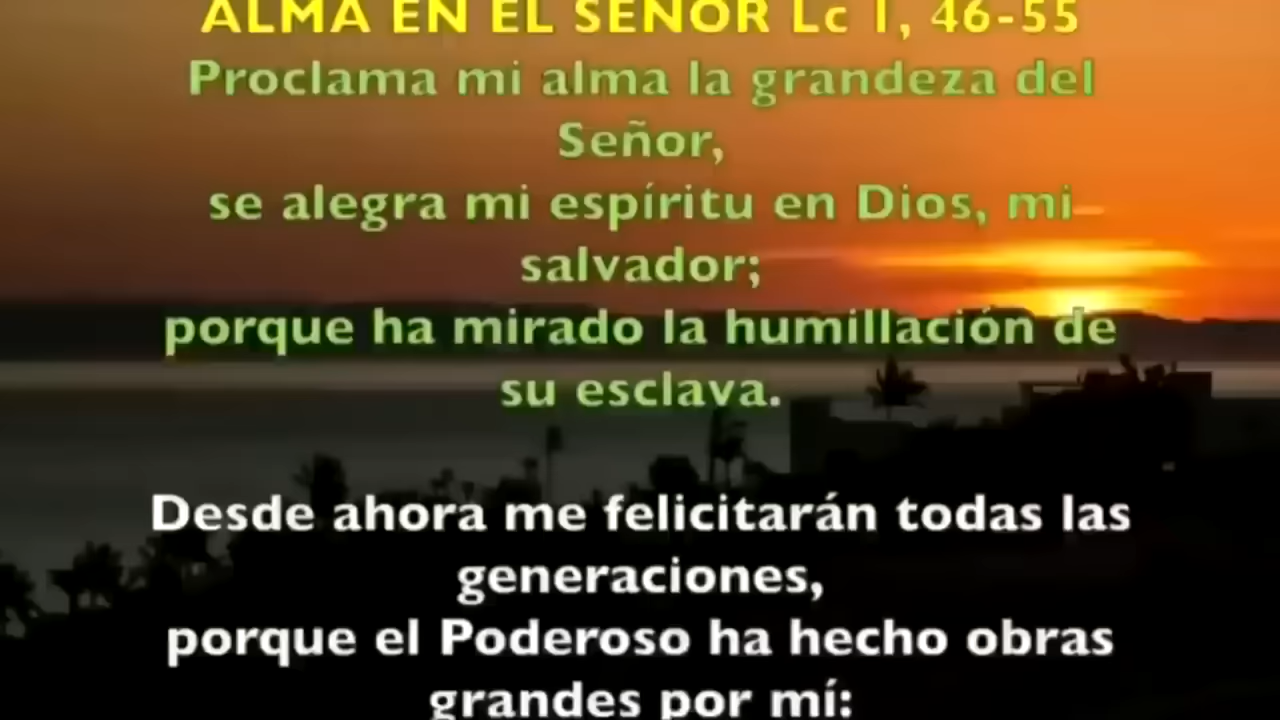 ALMA EN EL SEÑOR Lc 1, 46-55
Proclama mi alma la grandeza del
Señor,
se alegra mi espíritu en Dios, mi
salvador;
porque ha mirado la humillación de
su esclava.
Desde ahora me felicitarán todas las
generaciones,
porque el Poderoso ha hecho obras
grandes por mí: